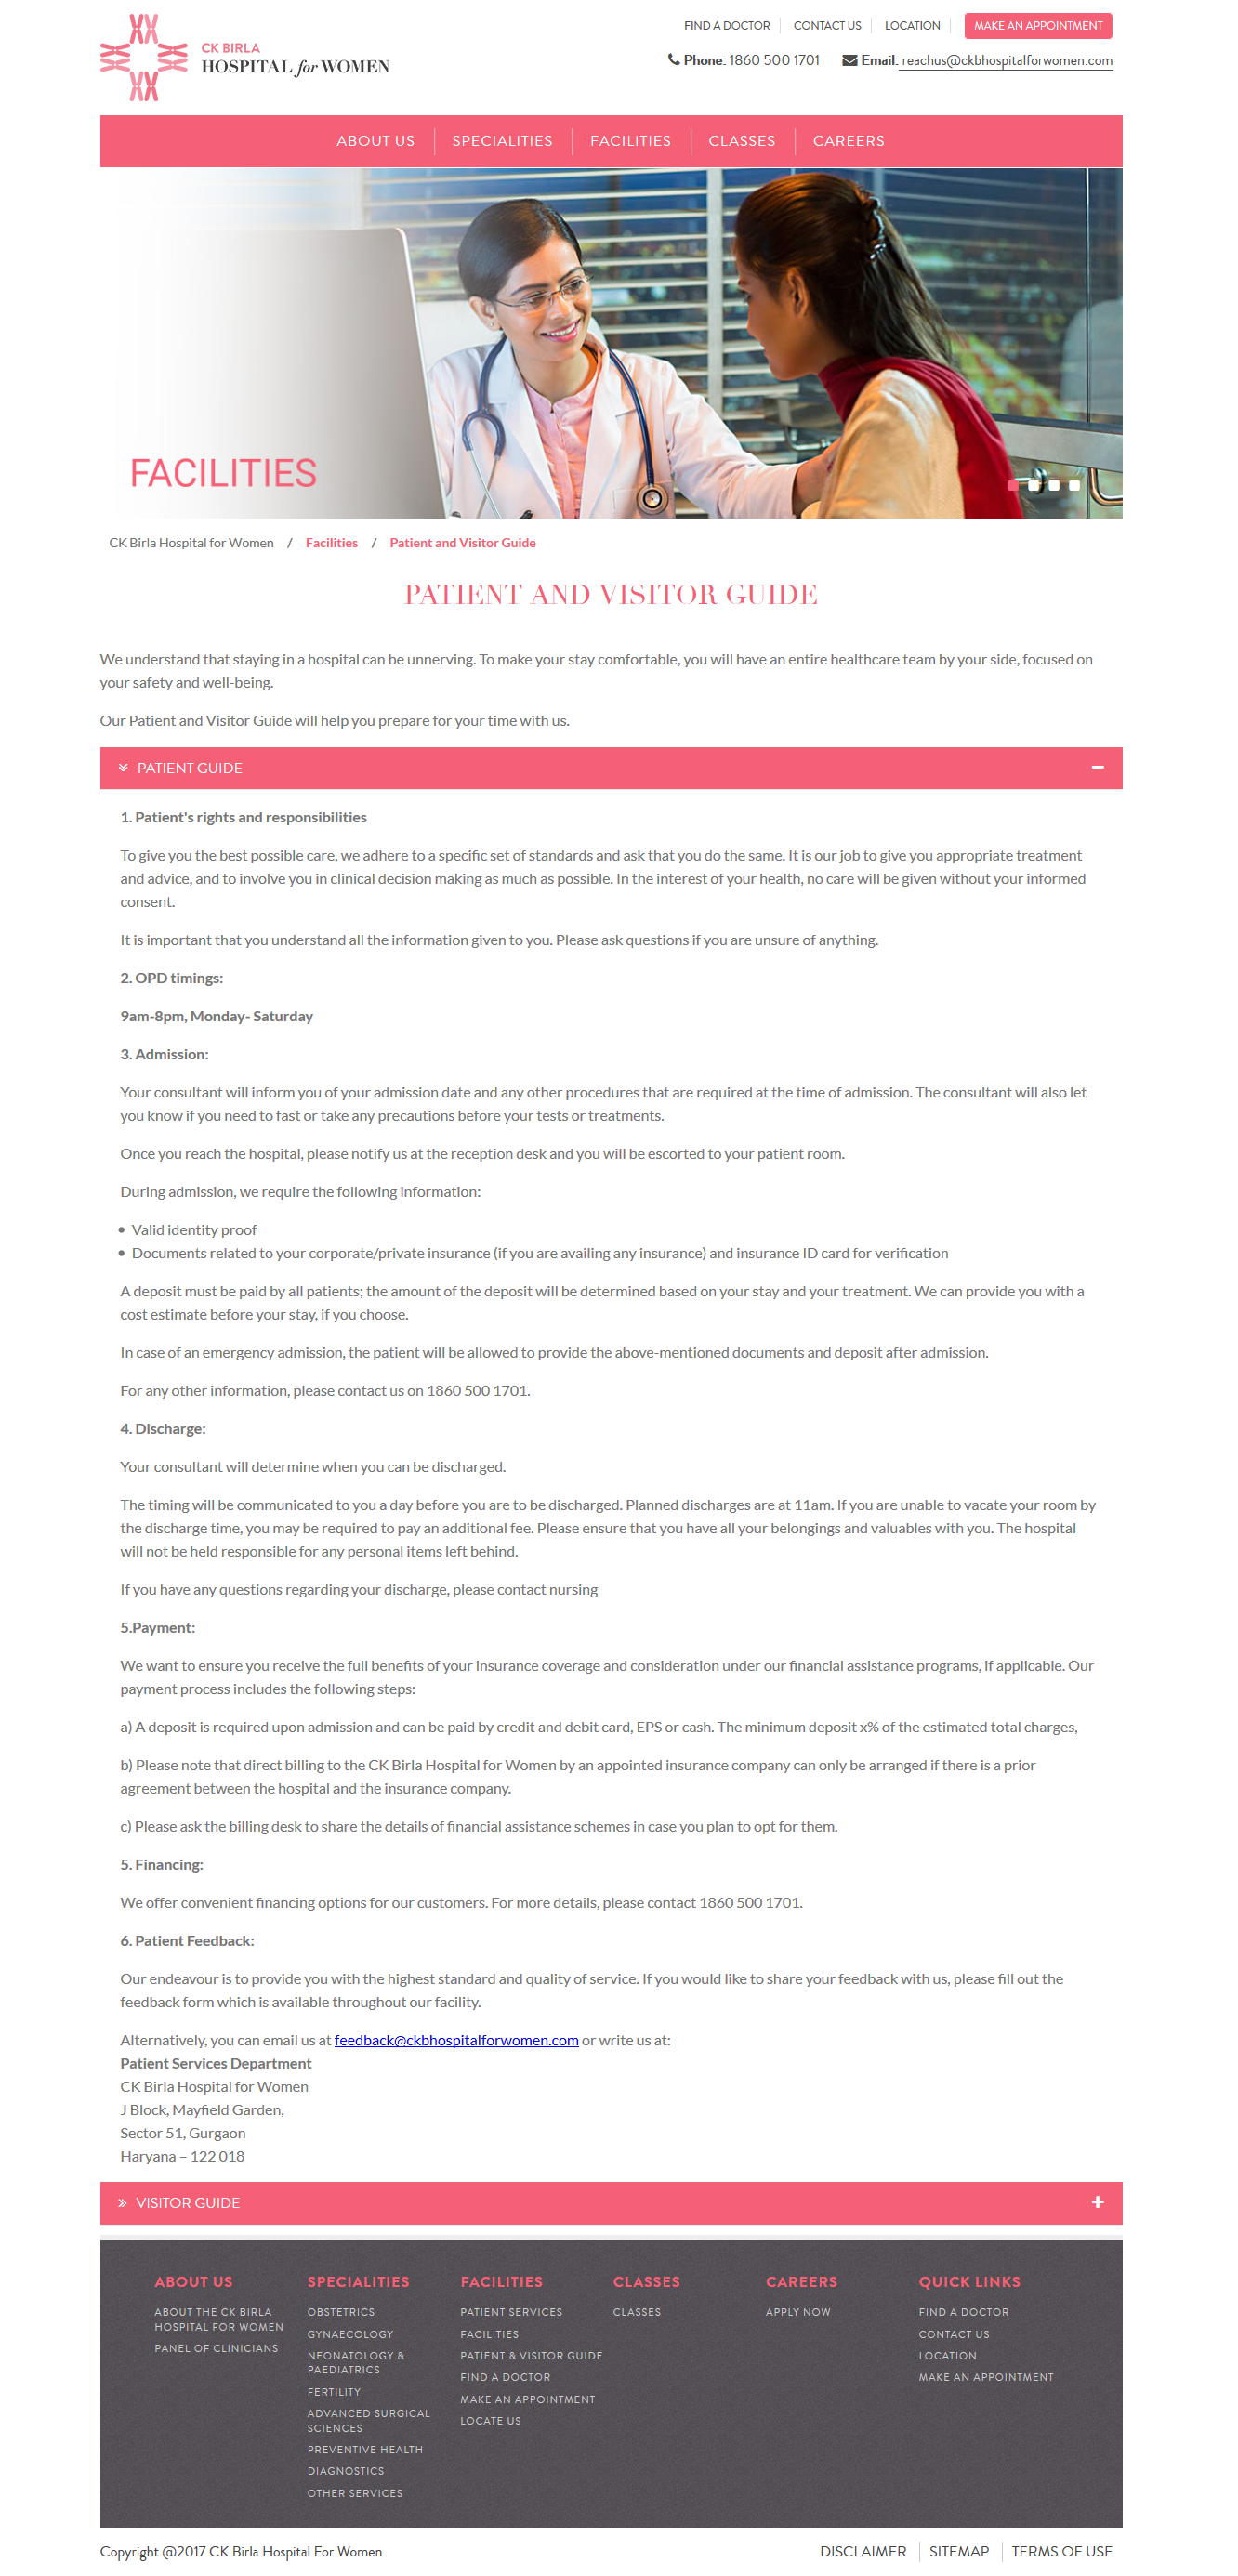 FIND A DOCTOR
CONTACT US
LOCATION
MAKE AN APPOINTMENT
CK BIRLA
HOSPITAL for WOMEN
Phone: 1860 500 1701
Email: reachus@ckbhospitalforwomen.com
ABOUT US
SPECIALITIES
FACILITIES
CLASSES
CAREERS
FACILITIES
CK Birla Hospital for Women / Facilities / Patient and Visitor Guide
PATIENT AND VISITOR GUIDE
We understand that staying in a hospital can be unnerving. To make your stay comfortable, you will have an entire healthcare team by your side, focused on
your safety and well-being.
Our Patient and Visitor Guide will help you prepare for your time with us.
PATIENT GUIDE
1. Patient's rights and responsibilities
To give you the best possible care, we adhere to a specific set of standards and ask that you do the same. It is our job to give you appropriate treatment
and advice, and to involve you in clinical decision making as much as possible. In the interest of your health, no care will be given without your informed
consent.
It is important that you understand all the information given to you. Please ask questions if you are unsure of anything.
2. OPD timings:
9am-8pm, Monday- Saturday
3. Admission:
Your consultant will inform you of your admission date and any other procedures that are required at the time of admission. The consultant will also let
you know if you need to fast or take any precautions before your tests or treatments.
Once you reach the hospital, please notify us at the reception desk and you will be escorted to your patient room.
During admission, we require the following information:
• Valid identity proof
• Documents related to your corporate/private insurance (if you are availing any insurance) and insurance ID card for verification
A deposit must be paid by all patients; the amount of the deposit will be determined based on your stay and your treatment. We can provide you with a
cost estimate before your stay, if you choose.
In case of an emergency admission, the patient will be allowed to provide the above-mentioned documents and deposit after admission.
For any other information, please contact us on 1860 500 1701.
4. Discharge:
Your consultant will determine when you can be discharged.
The timing will be communicated to you a day before you are to be discharged. Planned discharges are at 11am. If you are unable to vacate your room by
the discharge time, you may be required to pay an additional fee. Please ensure that you have all your belongings and valuables with you. The hospital
will not be held responsible for any personal items left behind.
If you have any questions regarding your discharge, please contact nursing
5.Payment:
We want to ensure you receive the full benefits of your insurance coverage and consideration under our financial assistance programs, if applicable. Our
payment process includes the following steps:
a) A deposit is required upon admission and can be paid by credit and debit card, EPS or cash. The minimum deposit x% of the estimated total charges,
b) Please note that direct billing to the CK Birla Hospital for Women by an appointed insurance company can only be arranged if there is a prior
agreement between the hospital and the insurance company.
c) Please ask the billing desk to share the details of financial assistance schemes in case you plan to opt for them.
5. Financing:
We offer convenient financing options for our customers. For more details, please contact 1860 500 1701.
6. Patient Feedback:
Our endeavour is to provide you with the highest standard and quality of service. If you would like to share your feedback with us, please fill out the
feedback form which is available throughout our facility.
Alternatively, you can email us at feedback@ckbhospitalforwomen.com or write us at:
Patient Services Department
CK Birla Hospital for Women
J Block, Mayfield Garden,
Sector 51, Gurgaon
Haryana – 122 018
VISITOR GUIDE
ABOUT US
ABOUT THE CK BIRLA
HOSPITAL FOR WOMEN
PANEL OF CLINICIANS
SPECIALITIES
OBSTETRICS
GYNAECOLOGY
NEONATOLOGY &
PAEDIATRICS
FERTILITY
ADVANCED SURGICAL
SCIENCES
PREVENTIVE HEALTH
DIAGNOSTICS
OTHER SERVICES
FACILITIES
PATIENT SERVICES
FACILITIES
PATIENT & VISITOR GUIDE
FIND A DOCTOR
MAKE AN APPOINTMENT
LOCATE US
CLASSES
CLASSES
CAREERS
APPLY NOW
QUICK LINKS
FIND A DOCTOR
CONTACT US
LOCATION
MAKE AN APPOINTMENT
Copyright @2017 CK Birla Hospital For Women
DISCLAIMER
SITEMAP
TERMS OF USE